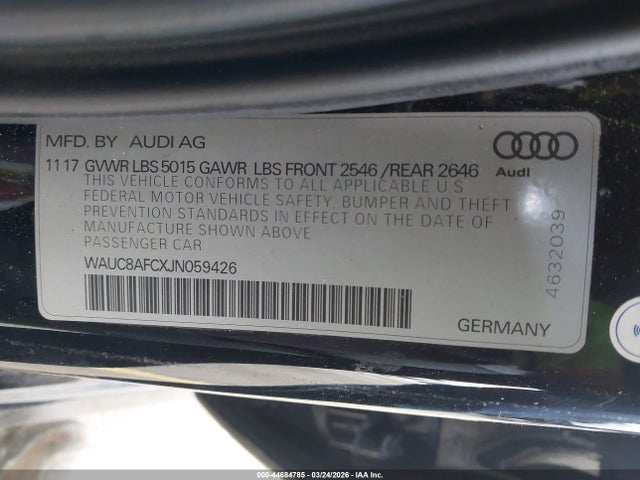 MFD. BY AUDI AG
11 17 GVWR LBS 5015 GAWR LBS FRONT 2546 /REAR 2646
Audi
THIS VEHICLE CONFORMS TO ALL APPLICABLE U.S
FEDERAL MOTOR VEHICLE SAFETY, BUMPER AND THEFT
PREVENTION STANDARDS IN EFFECT ON THE DATE OF
MANUFACTURE SHOWN ABOVE
PASSENGER CAR
WAUC8AFCXJN059426
4632039
GERMANY
000-44684785 - 03/24/2026 - IAA Inc.